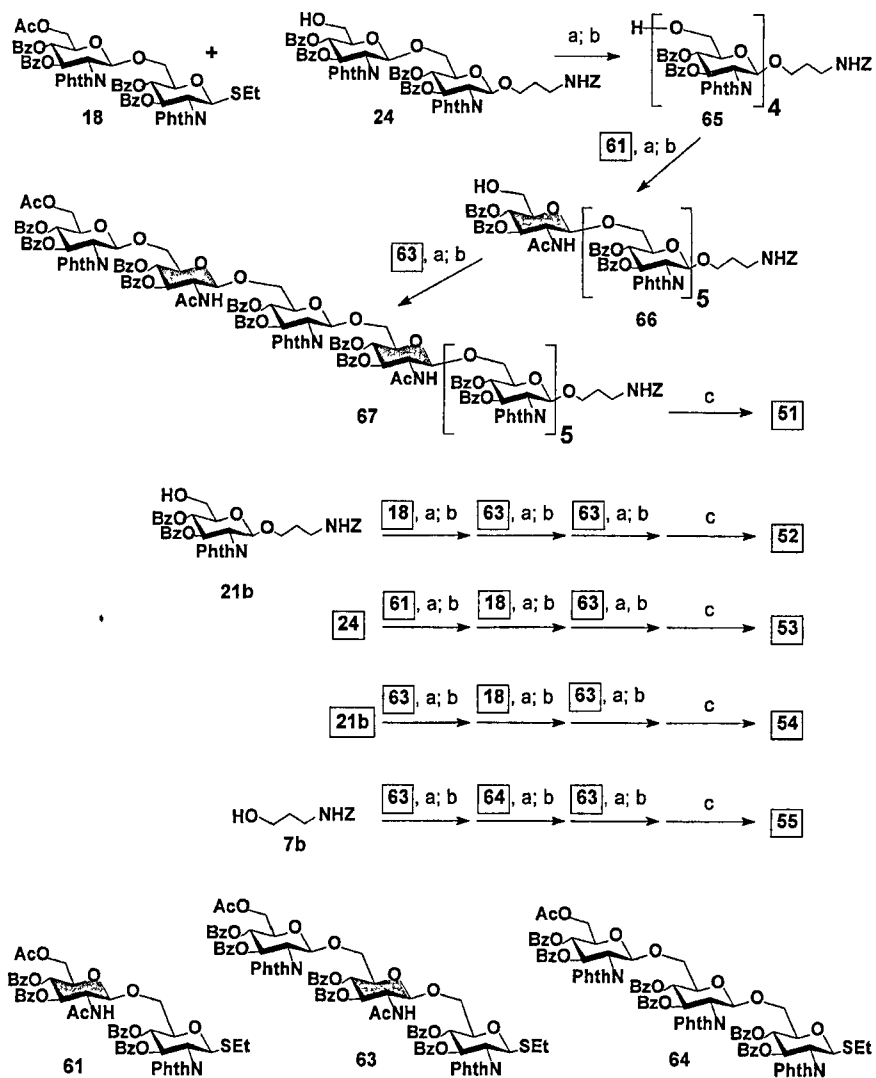 AcO
BzO
BzO
PhthN
O
O
O
BzO
BzO
PhthN
SEt
18
+
HO
BzO
BzO
PhthN
O
O
O
BzO
BzO
PhthN
O
NHZ
24
a; b
H
O
BzO
BzO
PhthN
O
O
NHZ
4
65
61, a; b
HO
BzO
BzO
AcNH
O
O
O
BzO
BzO
PhthN
O
NHZ
5
66
63, a; b
AcO
BzO
BzO
PhthN
O
O
O
BzO
BzO
AcNH
O
O
BzO
BzO
PhthN
O
O
BzO
BzO
AcNH
O
O
BzO
BzO
PhthN
O
NHZ
5
67
c
51
HO
BzO
BzO
PhthN
O
O
NHZ
21b
18, a; b
63, a; b
63, a; b
c
52
24
61, a; b
18, a; b
63, a, b
c
53
21b
63, a; b
18, a; b
63, a; b
c
54
HO
NHZ
7b
63, a; b
64, a; b
63, a; b
c
55
AcO
BzO
BzO
AcNH
O
O
O
BzO
BzO
PhthN
SEt
61
AcO
BzO
BzO
PhthN
O
O
O
BzO
BzO
AcNH
O
O
BzO
BzO
PhthN
SEt
63
AcO
BzO
BzO
PhthN
O
O
O
BzO
BzO
PhthN
O
O
BzO
BzO
PhthN
SEt
64